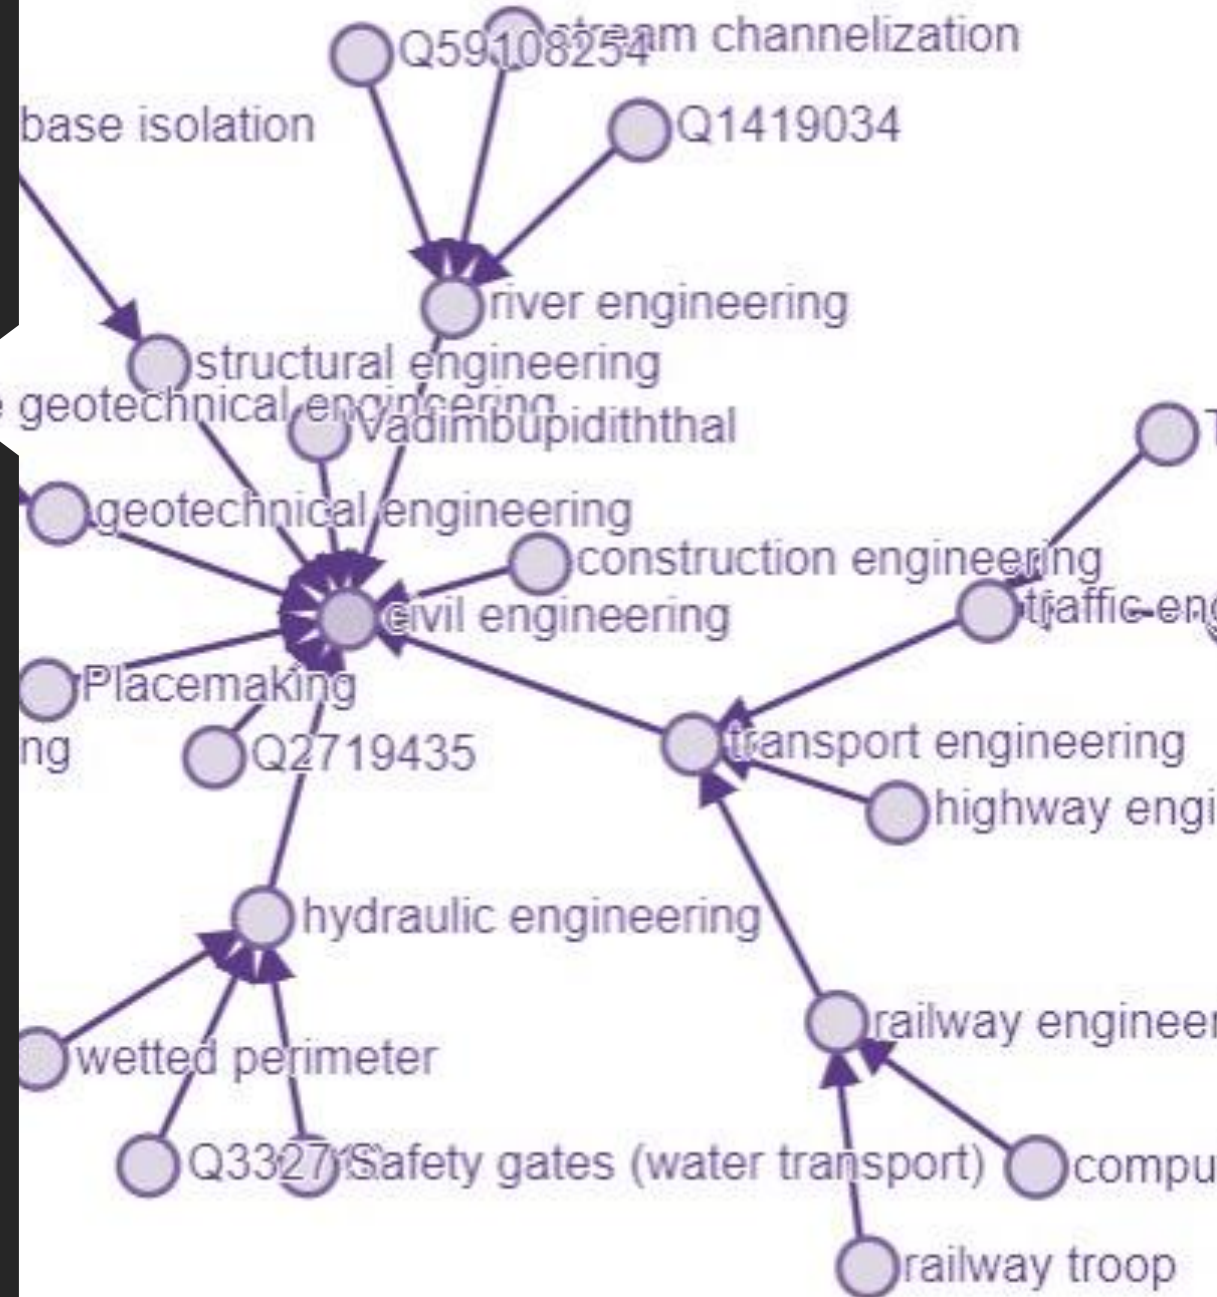 stream channelization
Q59108254
base isolation
Q1419034
river engineering
structural engineering
geotechnical engineering
Vadimbupidiththal
geotechnical engineering
construction engineering
civil engineering
traffic eng
Placemaking
ng
Q2719435
transport engineering
highway engi
hydraulic engineering
railway engineer
wetted perimeter
Safety gates (water transport)
compu
railway troop